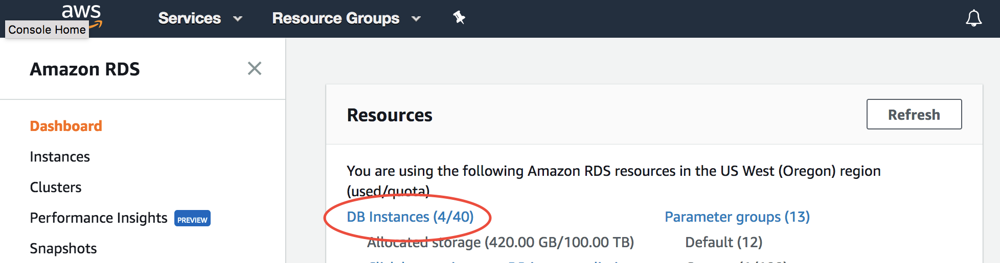 aws
Services
Resource Groups
Console Home
Amazon RDS
Dashboard
Instances
Clusters
Performance Insights PREVIEW
Snapshots
Resources
Refresh
You are using the following Amazon RDS resources in the US West (Oregon) region
(used/quota)
DB Instances (4/40)
Allocated storage (420.00 GB/100.00 TB)
Parameter groups (13)
Default (12)